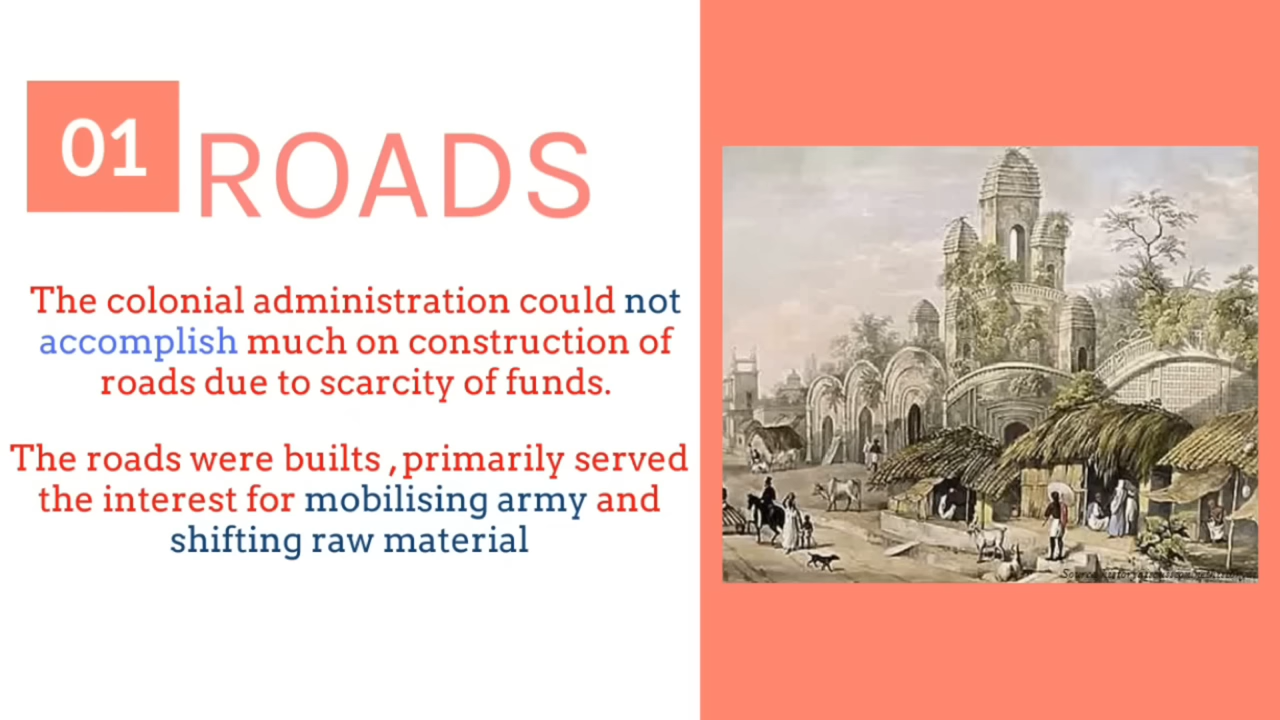 01
ROADS
The colonial administration could not
accomplish much on construction of
roads due to scarcity of funds.
The roads were builts ,primarily served
the interest for mobilising army and
shifting raw material